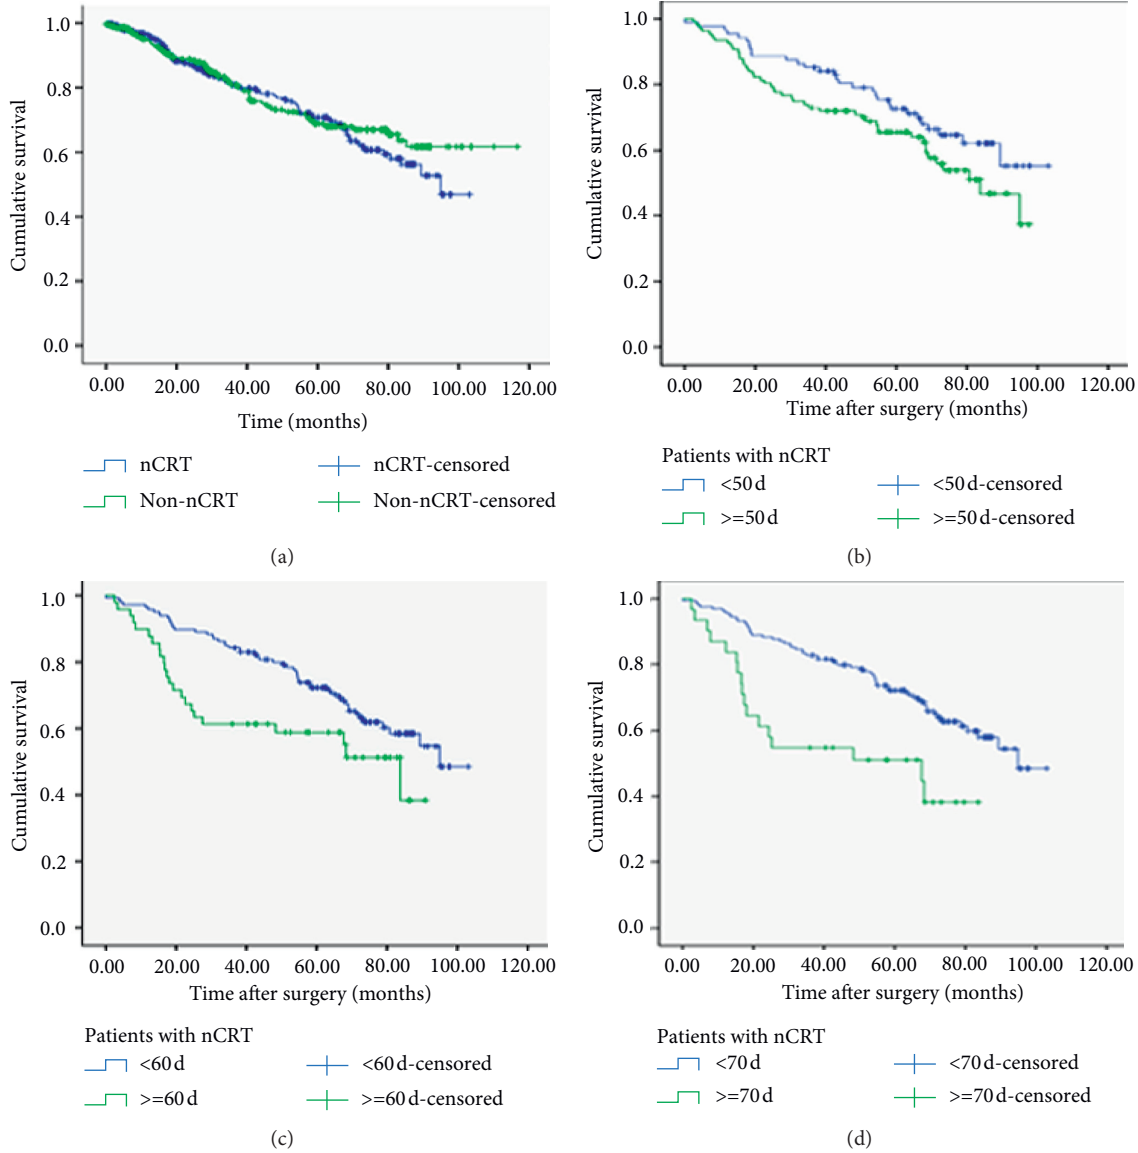 1.0
0.8
0.6
0.4
0.2
0.0
Cumulative survival
0.00 20.00 40.00 60.00 80.00 100.00 120.00
Time (months)
nCRT nCRT-censored
Non-nCRT Non-nCRT-censored
(a)
1.0
0.8
0.6
0.4
0.2
0.0
Cumulative survival
0.00 20.00 40.00 60.00 80.00 100.00 120.00
Time after surgery (months)
Patients with nCRT
<50 d <50 d-censored
>=50 d >=50 d-censored
(b)
1.0
0.8
0.6
0.4
0.2
0.0
Cumulative survival
0.00 20.00 40.00 60.00 80.00 100.00 120.00
Time after surgery (months)
Patients with nCRT
<60 d <60 d-censored
>=60 d >=60 d-censored
(c)
1.0
0.8
0.6
0.4
0.2
0.0
Cumulative survival
0.00 20.00 40.00 60.00 80.00 100.00 120.00
Time after surgery (months)
Patients with nCRT
<70 d <70 d-censored
>=70 d >=70 d-censored
(d)